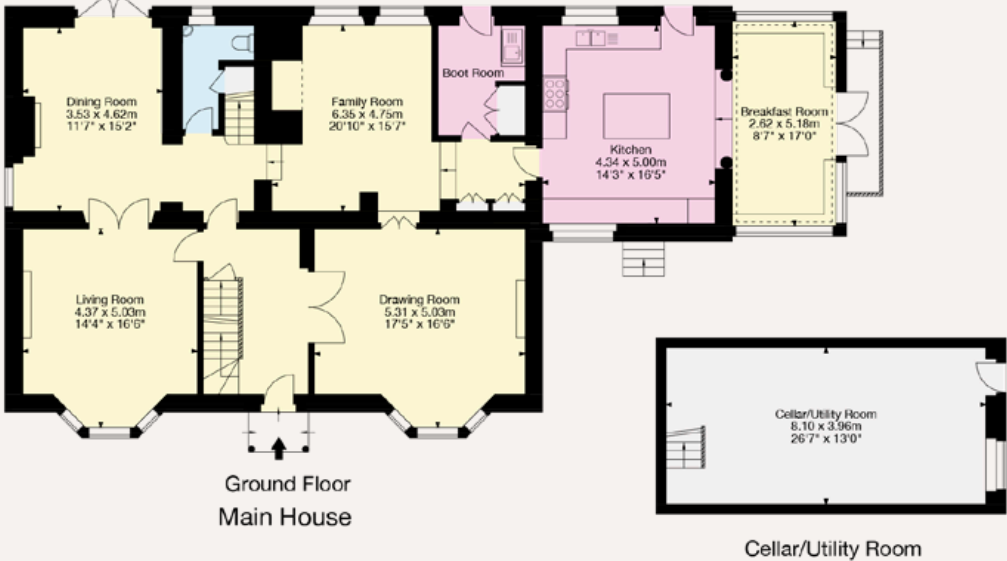 Dining Room
3.53 x 4.62m
11'7" x 15'2"
Family Room
6.35 x 4.75m
20'10" x 15'7"
Boot Room
Kitchen
4.34 x 5.00m
14'3" x 16'5"
Breakfast Room
2.62 x 5.18m
8'7" x 17'0"
Living Room
4.37 x 5.03m
14'4" x 16'6"
Drawing Room
5.31 x 5.03m
17'5" x 16'6"
Cellar/Utility Room
8.10 x 3.96m
26'7" x 13'0"
Ground Floor
Main House
Cellar/Utility Room